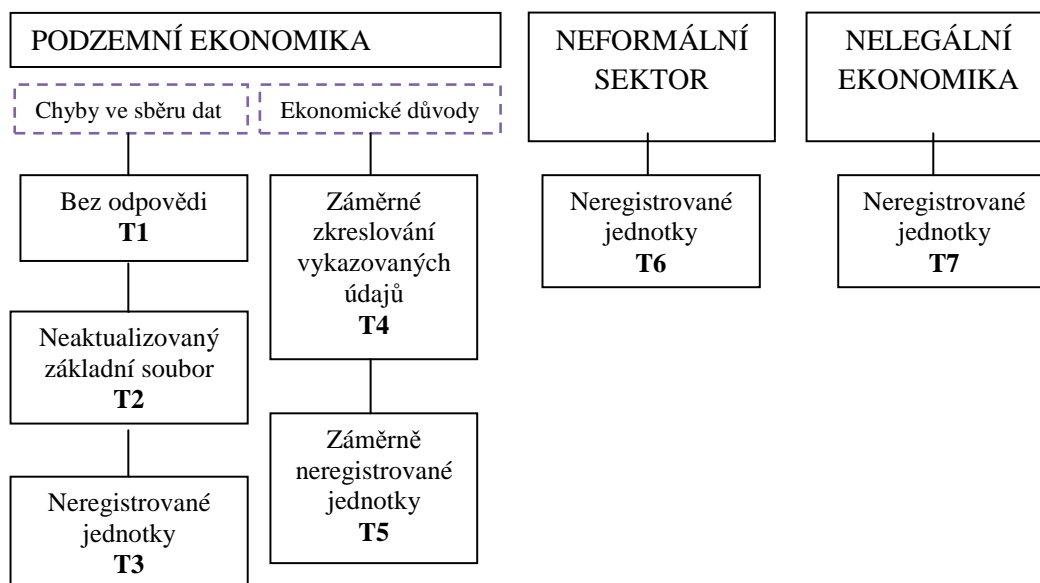 PODZEMNÍ EKONOMIKA
Chyby ve sběru dat
Ekonomické důvody
Bez odpovědi
T1
Neaktualizovaný
základní soubor
T2
Neregistrované
jednotky
T3
Záměrné
zkreslování
vykazovaných
údajů
T4
Záměrně
neregistrované
jednotky
T5
NEFORMÁLNÍ
SEKTOR
Neregistrované
jednotky
T6
NELEGÁLNÍ
EKONOMIKA
Neregistrované
jednotky
T7